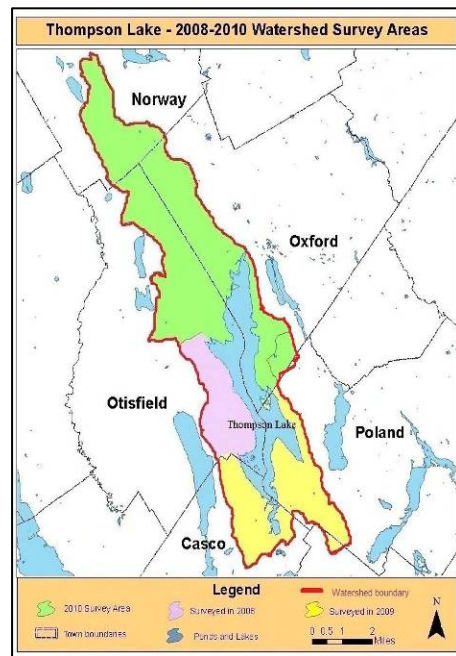 Thompson Lake - 2008-2010 Watershed Survey Areas
Norway
Oxford
Otisfield
Thompson Lake
Poland
Casco
Legend
2010 Survey Area
Surveyed in 2008
Surveyed in 2009
Watershed boundary
Town boundaries
Ponds and Lakes
0 0.5 1 2
Miles
N